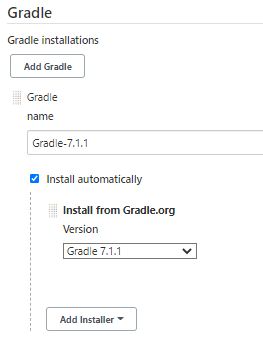 Gradle
Gradle installations
Add Gradle
Gradle
name
Gradle-7.1.1
Install automatically
Install from Gradle.org
Version
Gradle 7.1.1
Add Installer